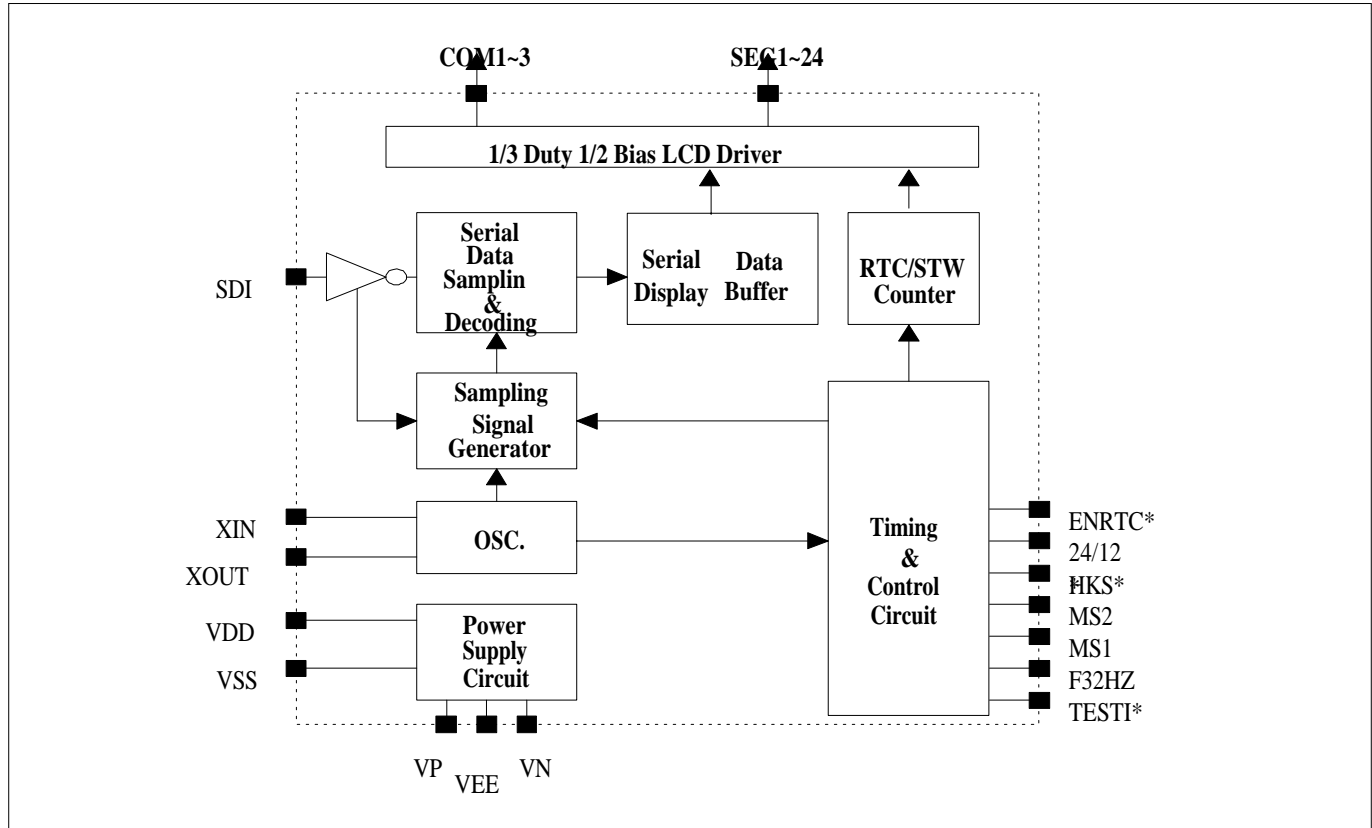 COM1~3 SEG1~24
1/3 Duty 1/2 Bias LCD Driver
Serial
Data
Samplin
&
Decoding
Serial Data
Display Buffer
RTC/STW
Counter
SDI
Sampling
Signal
Generator
XIN
XOUT
OSC.
Timing
&
Control
Circuit
ENRTC*
24/12
*
HKS*
MS2
MS1
F32HZ
TESTI*
VDD
VSS
Power
Supply
Circuit
VP VEE VN